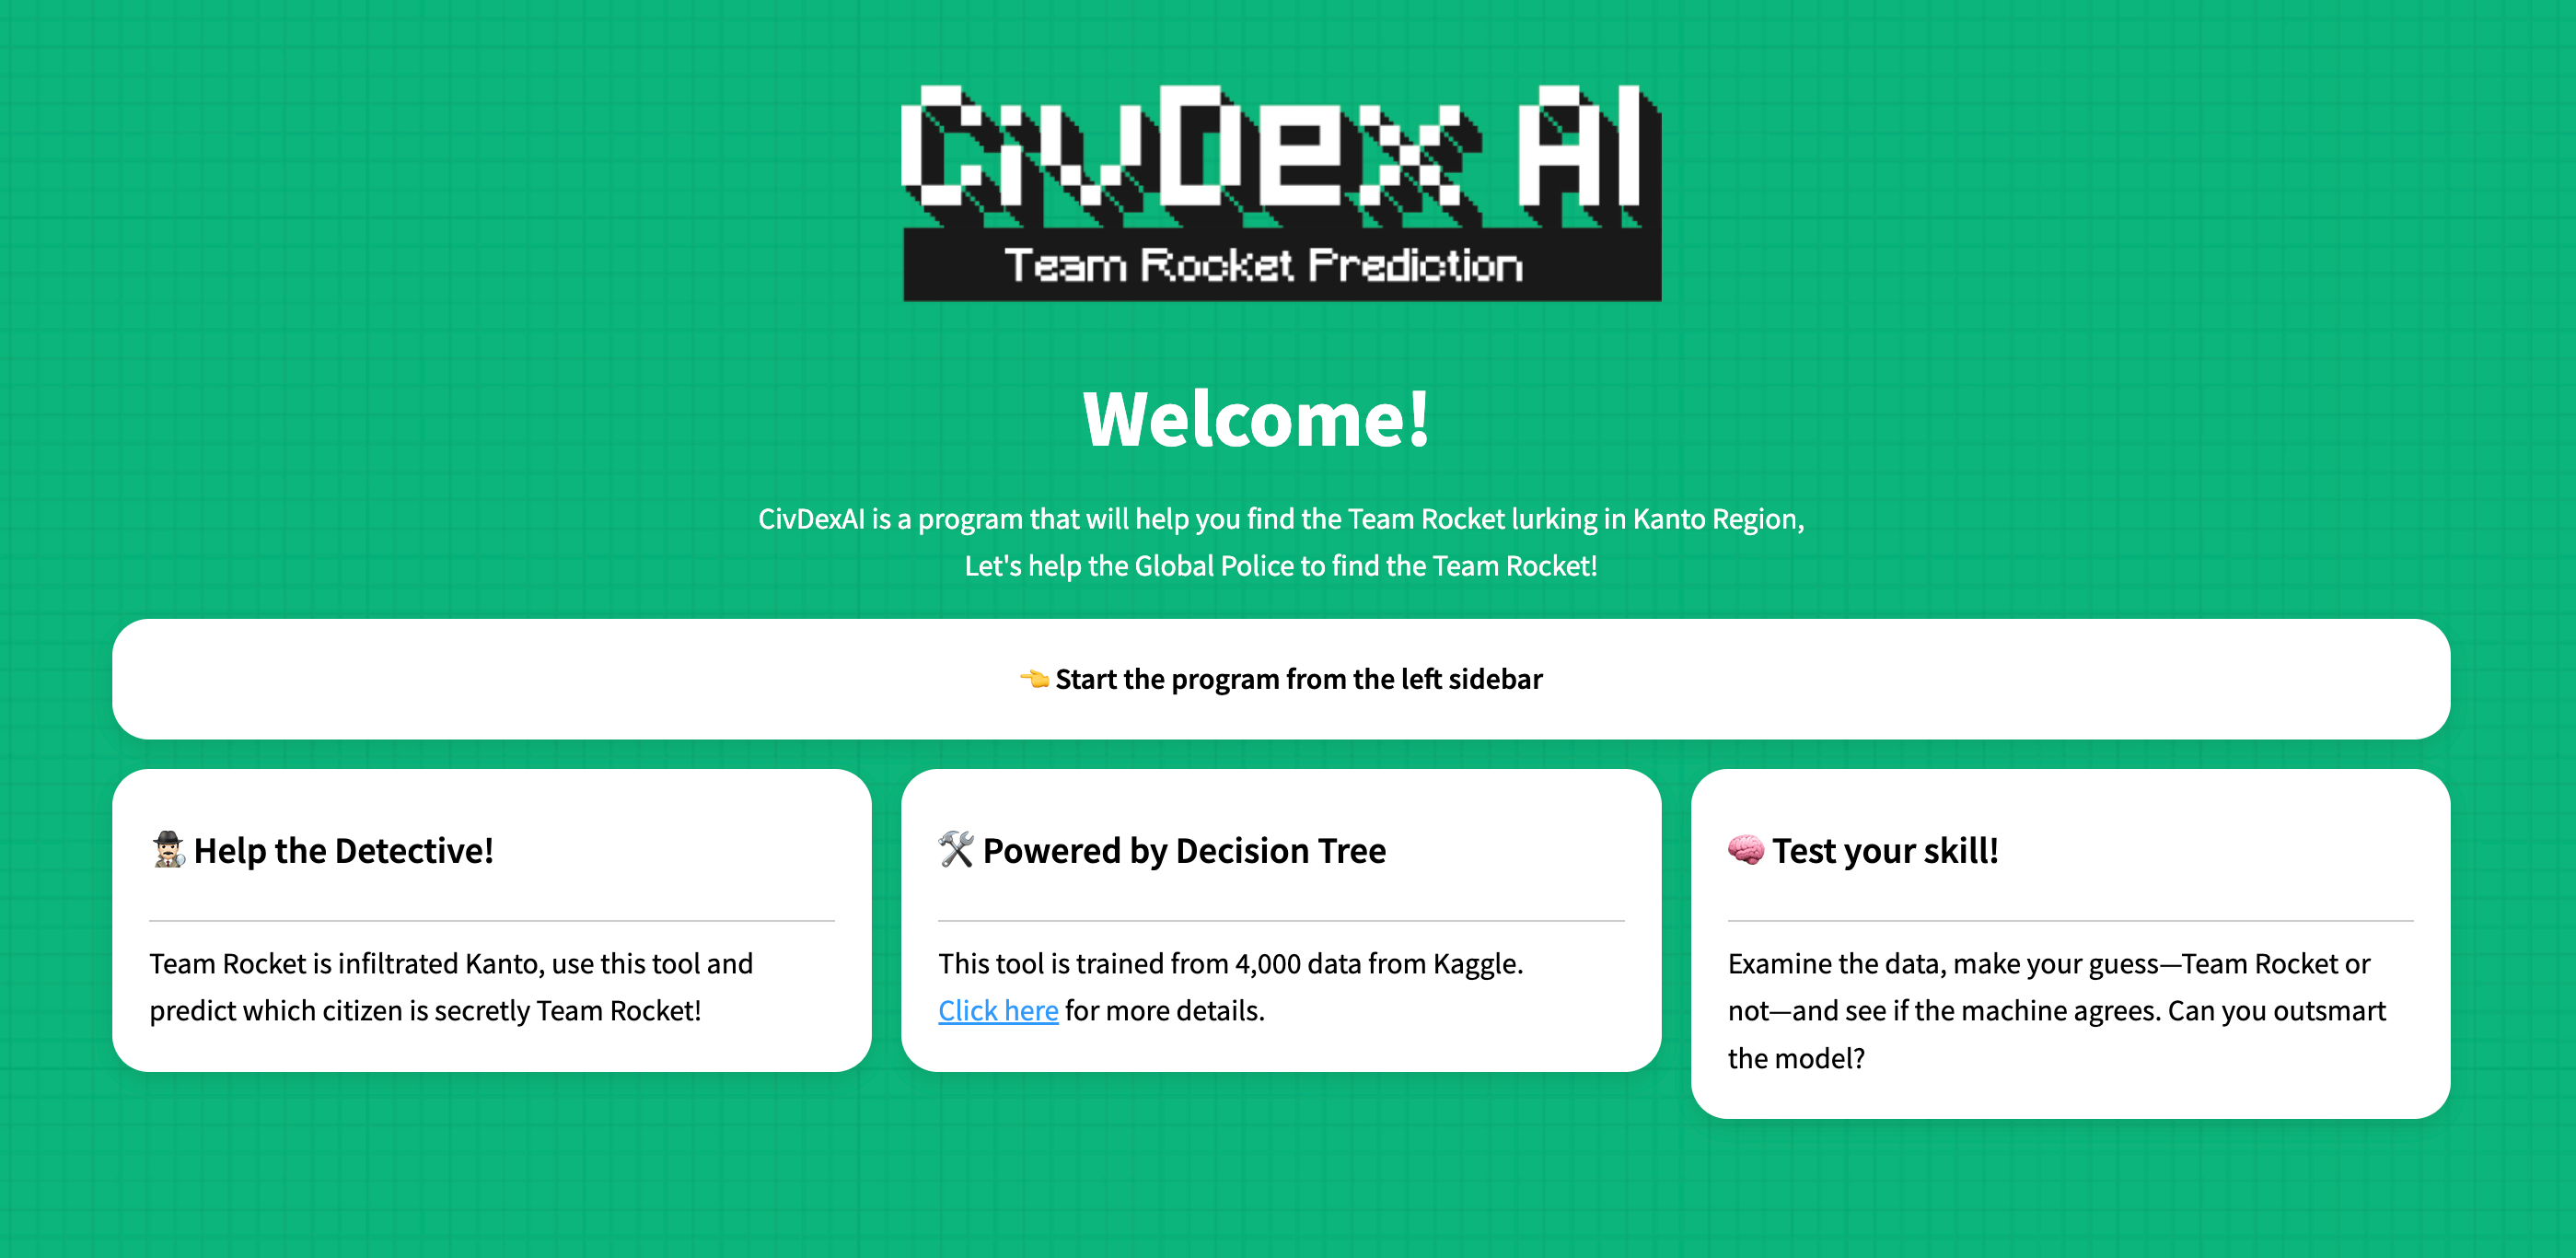 CivDex AI
Team Rocket Prediction
Welcome!
CivDexAI is a program that will help you find the Team Rocket lurking in Kanto Region,
Let's help the Global Police to find the Team Rocket!
👈 Start the program from the left sidebar
🕵🏻‍♂️ Help the Detective!
Team Rocket is infiltrated Kanto, use this tool and
predict which citizen is secretly Team Rocket!
🛠️ Powered by Decision Tree
This tool is trained from 4,000 data from Kaggle.
Click here for more details.
🧠 Test your skill!
Examine the data, make your guess—Team Rocket or
not—and see if the machine agrees. Can you outsmart
the model?